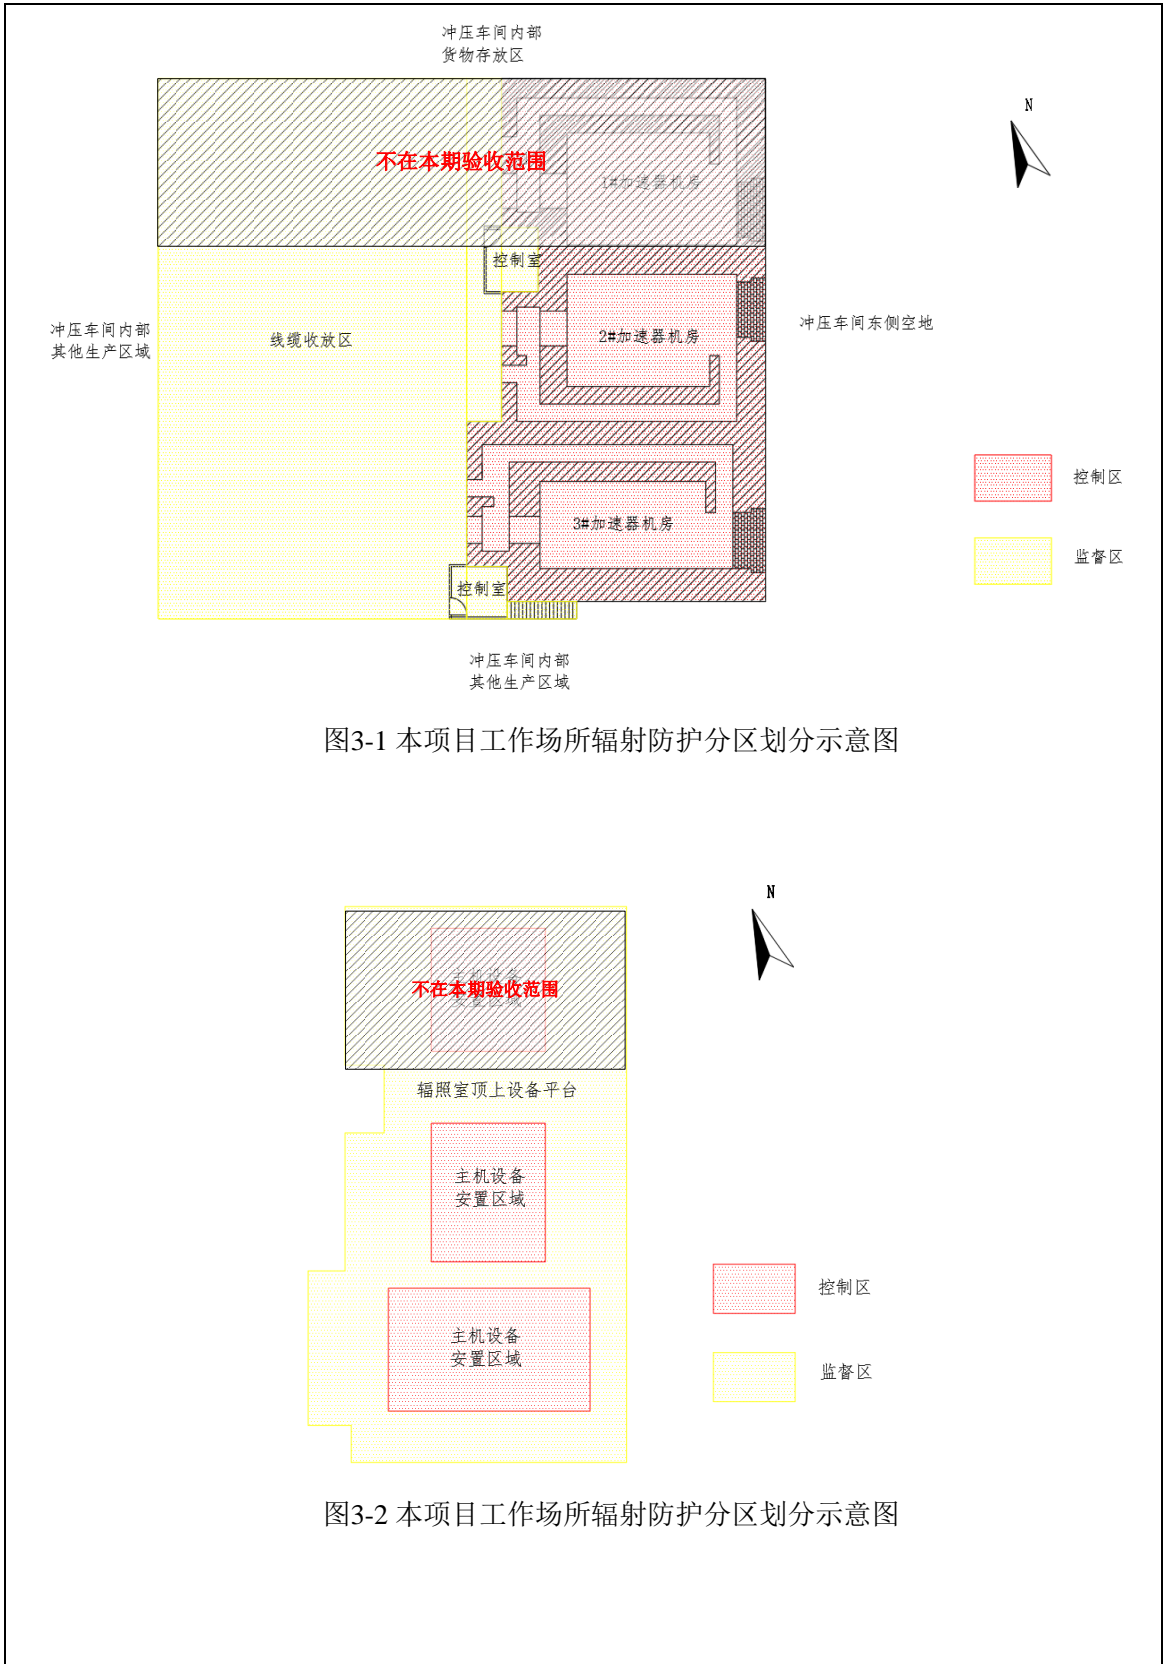 冲压车间内部
货物存放区
N
不在本期验收范围
1#加速器机房
控制室
冲压车间内部
其他生产区域
线缆收放区
2#加速器机房
冲压车间东侧空地
控制区
3#加速器机房
监督区
控制室
冲压车间内部
其他生产区域
图3-1 本项目工作场所辐射防护分区划分示意图
N
主机设备
不在本期验收范围
安置区域
辐照室顶上设备平台
主机设备
安置区域
控制区
主机设备
安置区域
监督区
图3-2 本项目工作场所辐射防护分区划分示意图